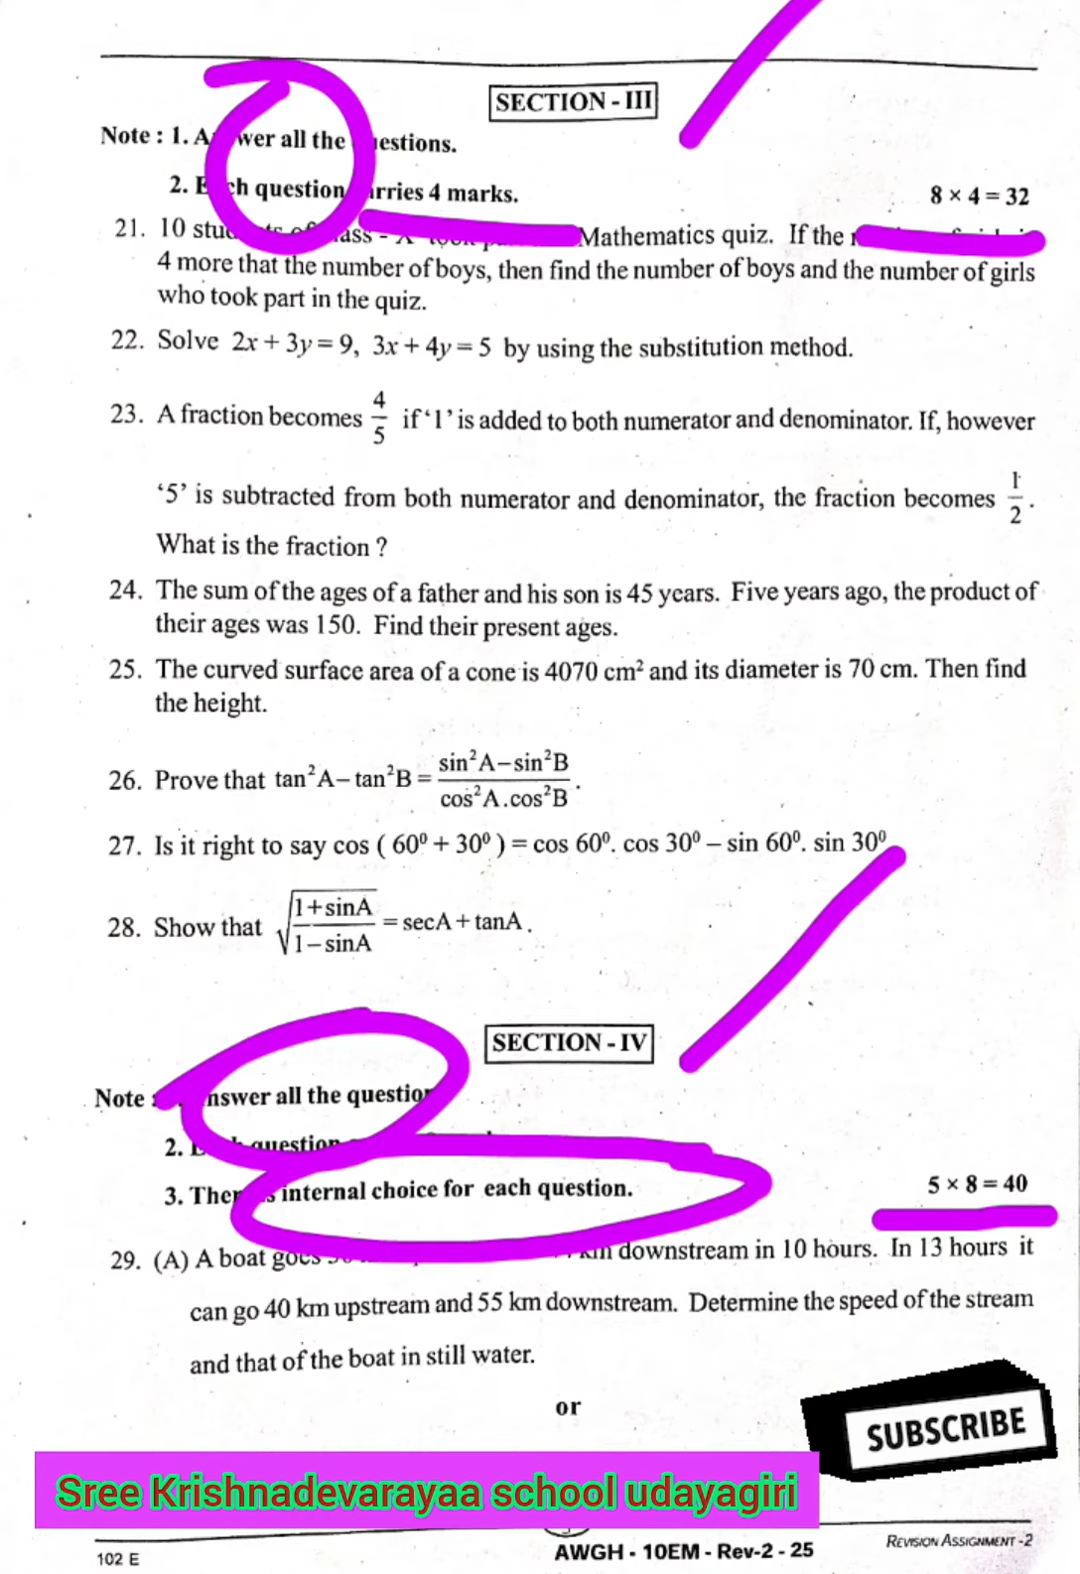 SECTION - III
Note : 1. A wer all the estions.
2. E ch question rries 4 marks.
8 × 4 = 32
21. 10 stu Mathematics quiz. If the
4 more that the number of boys, then find the number of boys and the number of girls
who took part in the quiz.
22. Solve 2x + 3y = 9, 3x + 4y = 5 by using the substitution method.
23. A fraction becomes 4/5 if ‘1’ is added to both numerator and denominator. If, however
‘5’ is subtracted from both numerator and denominator, the fraction becomes 1/2.
What is the fraction ?
24. The sum of the ages of a father and his son is 45 years. Five years ago, the product of
their ages was 150. Find their present ages.
25. The curved surface area of a cone is 4070 cm² and its diameter is 70 cm. Then find
the height.
26. Prove that tan²A – tan²B = sin²A – sin²B / cos²A . cos²B .
27. Is it right to say cos ( 60⁰ + 30⁰ ) = cos 60⁰. cos 30⁰ – sin 60⁰. sin 30⁰
28. Show that √(1+sinA / 1–sinA) = secA + tanA .
SECTION - IV
Note : nswer all the question
2. question
3. There is internal choice for each question.
5 × 8 = 40
29. (A) A boat goes km downstream in 10 hours. In 13 hours it
can go 40 km upstream and 55 km downstream. Determine the speed of the stream
and that of the boat in still water.
or
SUBSCRIBE
Sree Krishnadevarayaa school udayagiri
102 E
AWGH - 10EM - Rev-2 - 25
REVISION ASSIGNMENT -2